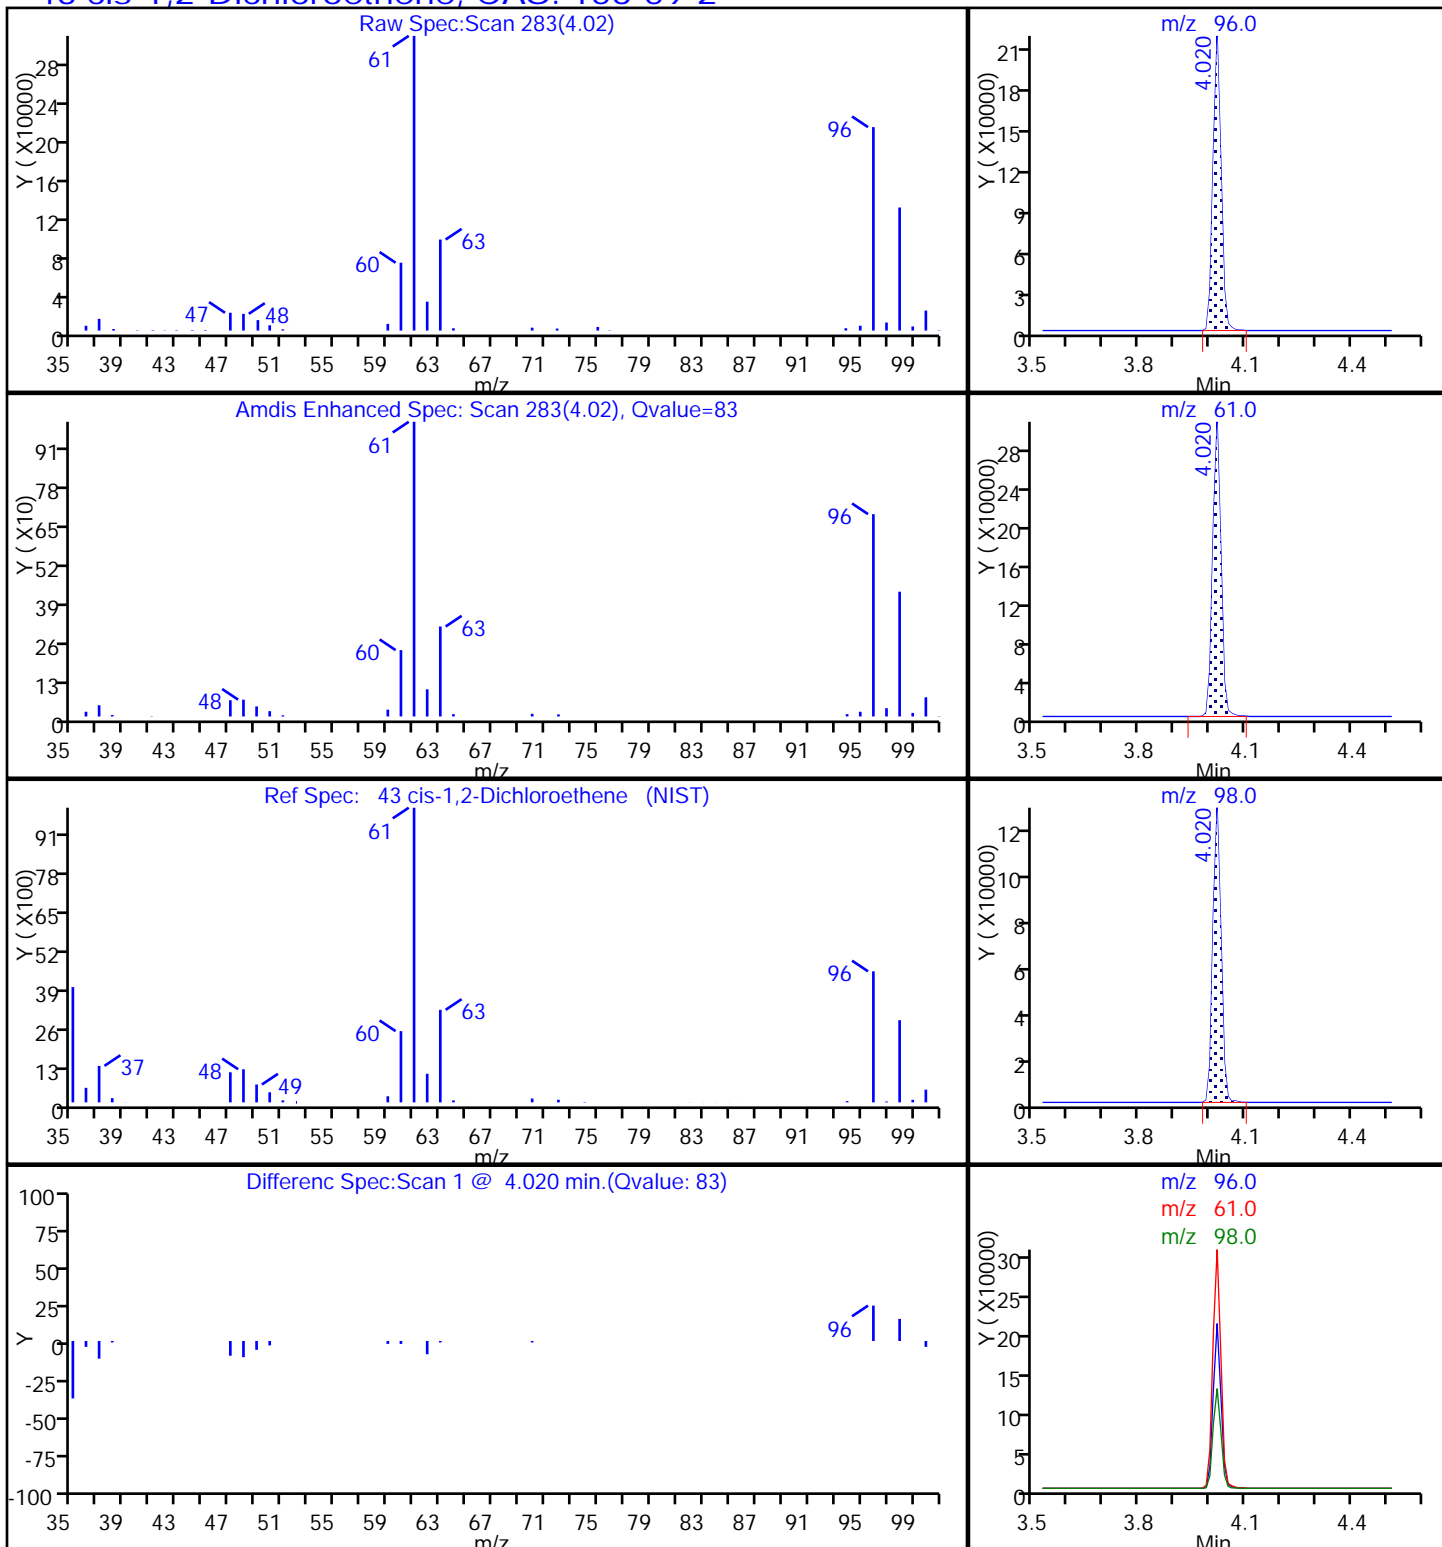 43 cis-1,2-Dichloroethene, CAS: 156-59-2
Raw Spec:Scan 283(4.02)
Y ( X10000)
28
24
20
16
12
8
4
0
61
96
63
60
47
48
35 39 43 47 51 55 59 63 67 71 75 79 83 87 91 95 99
m/z
m/z 96.0
Y ( X10000)
21
18
15
12
9
6
3
0
4.020
3.5 3.8 4.1 4.4
Min
Amdis Enhanced Spec: Scan 283(4.02), Qvalue=83
Y ( X10)
91
78
65
52
39
26
13
0
61
96
63
60
48
35 39 43 47 51 55 59 63 67 71 75 79 83 87 91 95 99
m/z
m/z 61.0
Y ( X10000)
28
24
20
16
12
8
4
0
4.020
3.5 3.8 4.1 4.4
Min
Ref Spec: 43 cis-1,2-Dichloroethene (NIST)
Y ( X100)
91
78
65
52
39
26
13
0
61
96
63
60
37
48
49
35 39 43 47 51 55 59 63 67 71 75 79 83 87 91 95 99
m/z
m/z 98.0
Y ( X10000)
12
10
8
6
4
2
0
4.020
3.5 3.8 4.1 4.4
Min
Differenc Spec:Scan 1 @ 4.020 min.(Qvalue: 83)
Y
100
75
50
25
0
-25
-50
-75
-100
96
35 39 43 47 51 55 59 63 67 71 75 79 83 87 91 95 99
m/z
m/z 96.0
m/z 61.0
m/z 98.0
Y ( X10000)
30
25
20
15
10
5
0
3.5 3.8 4.1 4.4
Min